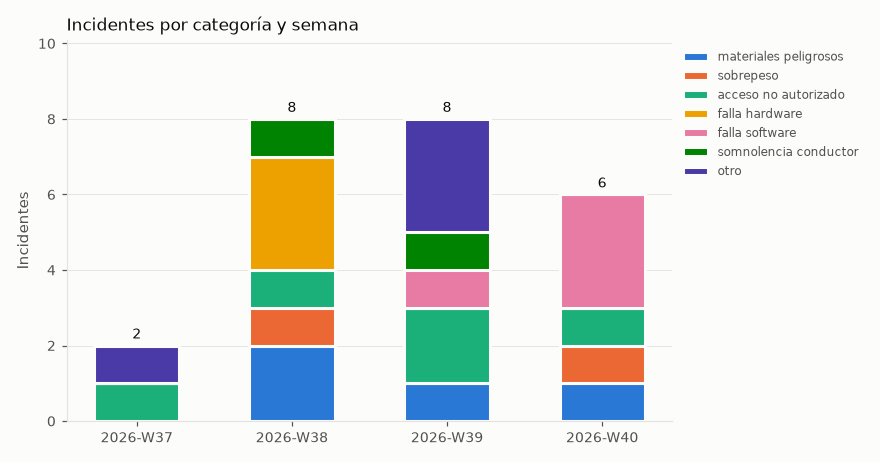 Incidentes por categoría y semana
Incidentes
10
8
6
4
2
0
2
8
8
6
2026-W37
2026-W38
2026-W39
2026-W40
materiales peligrosos
sobrepeso
acceso no autorizado
falla hardware
falla software
somnolencia conductor
otro